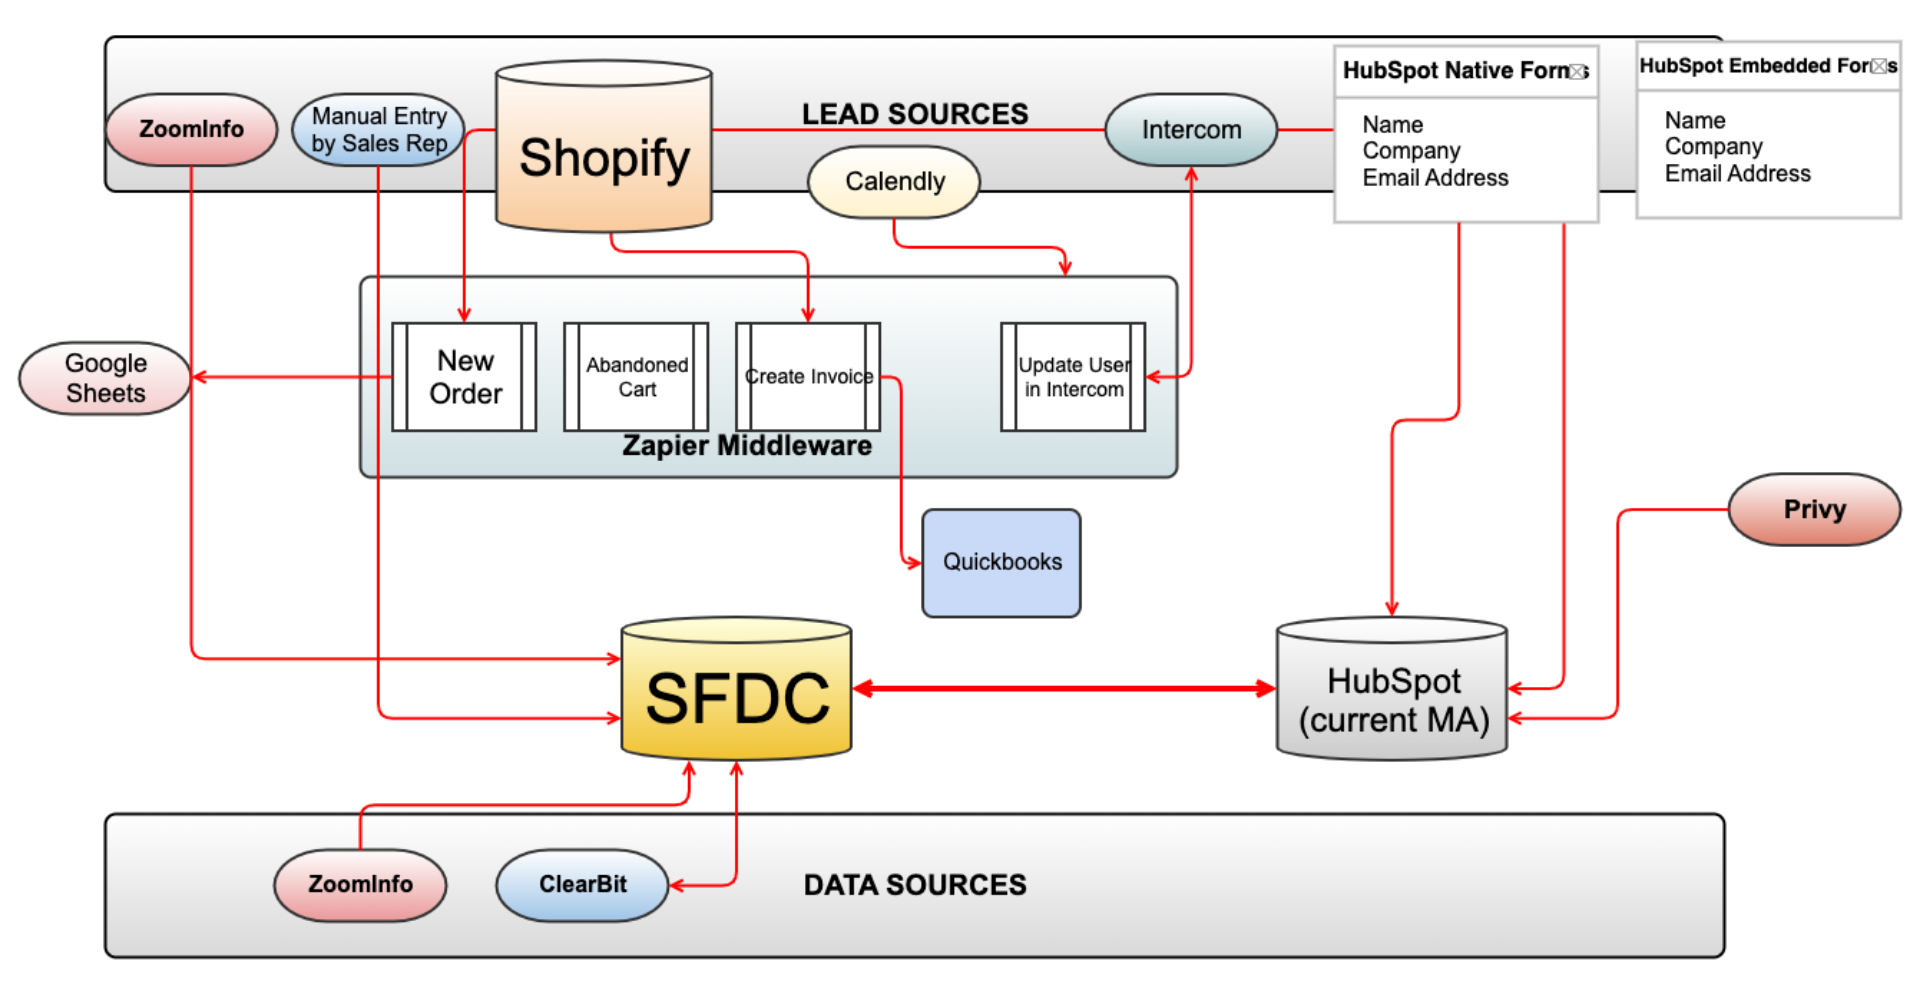 HubSpot Native Forms
HubSpot Embedded Forms
LEAD SOURCES
ZoomInfo
Manual Entry
by Sales Rep
Shopify
Calendly
Intercom
Name
Company
Email Address
Name
Company
Email Address
Google
Sheets
New
Order
Abandoned
Cart
Create Invoice
Update User
in Intercom
Zapier Middleware
Quickbooks
Privy
SFDC
HubSpot
(current MA)
ZoomInfo
ClearBit
DATA SOURCES